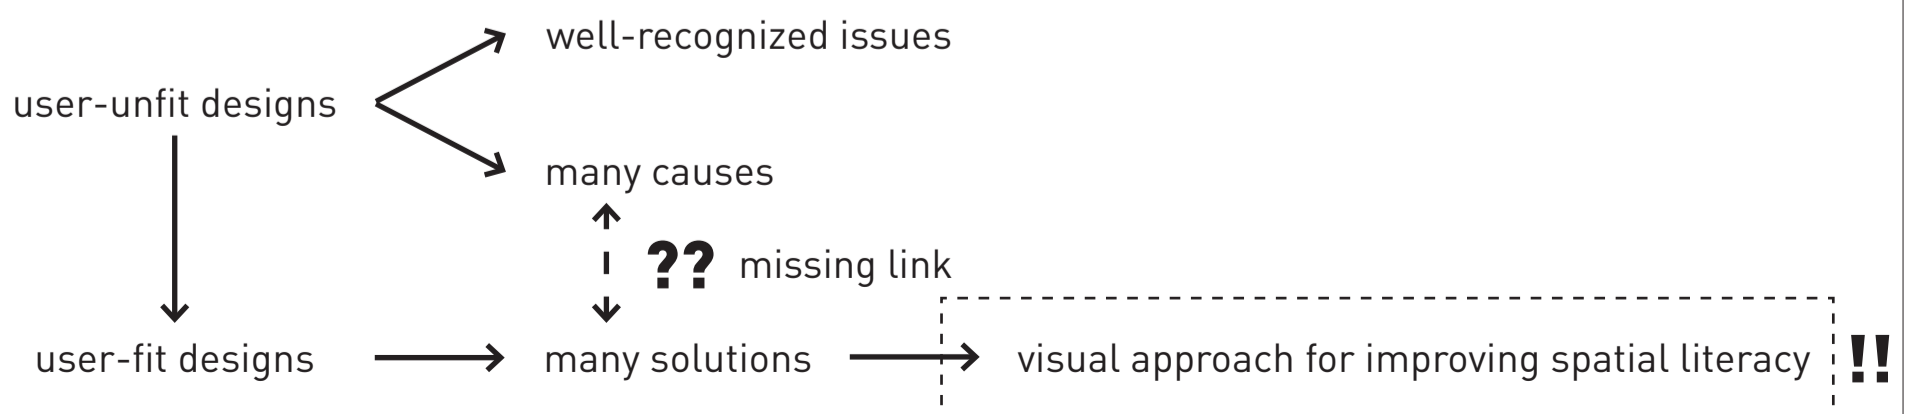 well-recognized issues
user-unfit designs
many causes
?? missing link
user-fit designs
many solutions
visual approach for improving spatial literacy !!